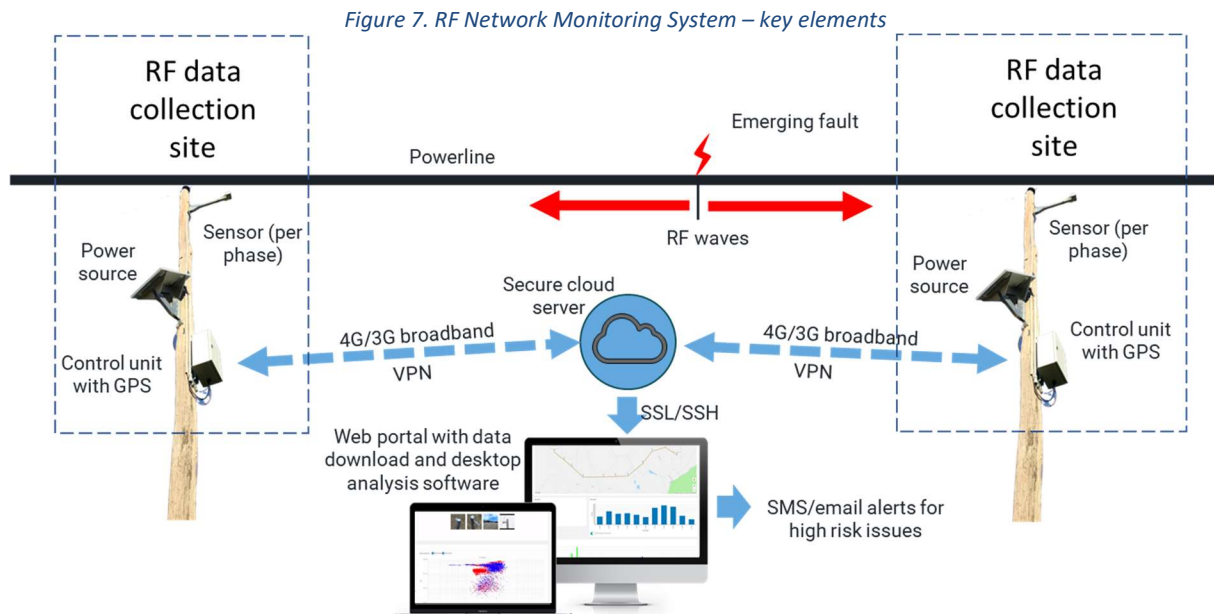 Figure 7. RF Network Monitoring System – key elements
RF data
collection
site
Powerline
Emerging fault
RF data
collection
site
RF waves
Sensor (per
phase)
Power
source
Control unit
with GPS
Secure cloud
server
4G/3G broadband
VPN
4G/3G broadband
VPN
Sensor (per
phase)
Power
source
Control unit
with GPS
SSL/SSH
Web portal with data
download and desktop
analysis software
SMS/email alerts for
high risk issues